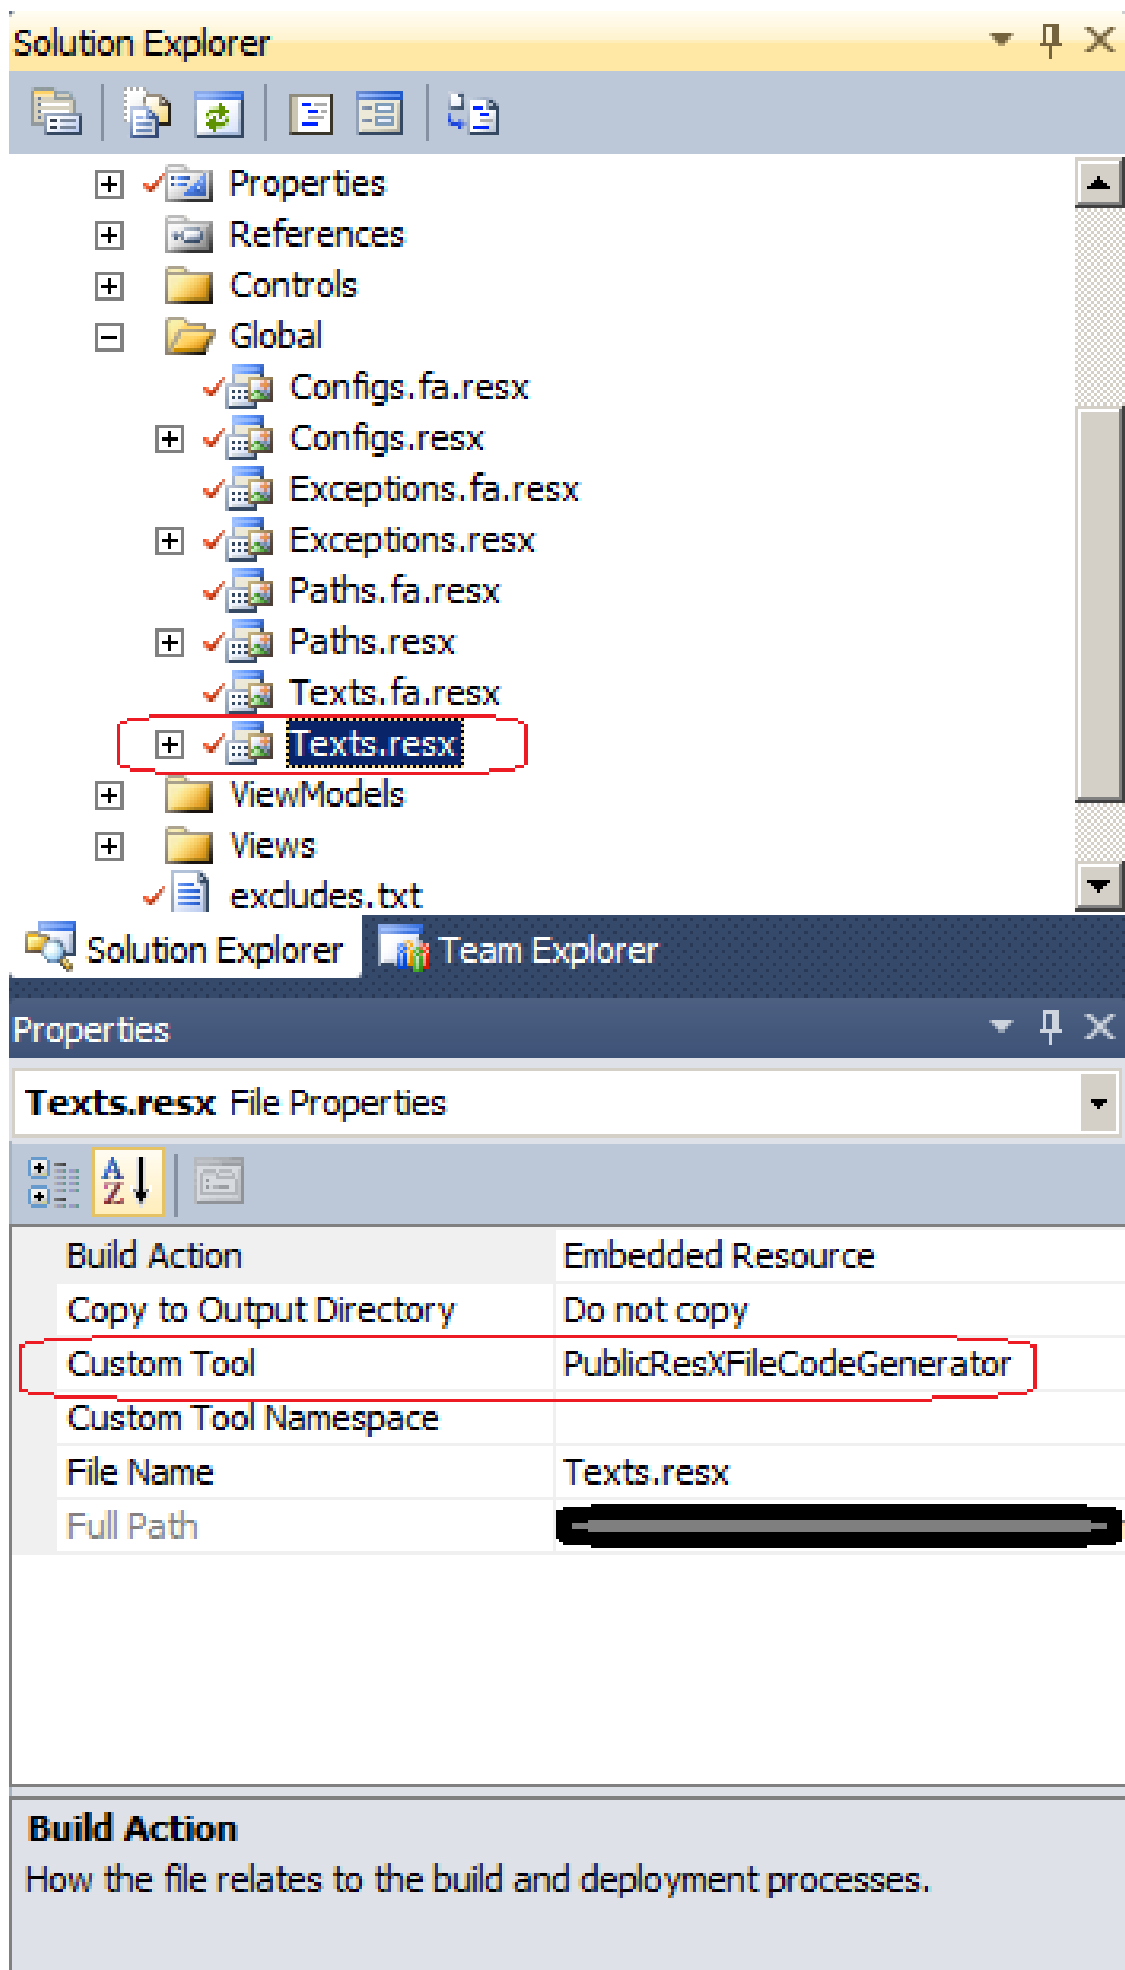 Solution Explorer
Properties
References
Controls
Global
Configs.fa.resx
Configs.resx
Exceptions.fa.resx
Exceptions.resx
Paths.fa.resx
Paths.resx
Texts.fa.resx
Texts.resx
ViewModels
Views
excludes.txt
Solution Explorer Team Explorer
Properties
Texts.resx File Properties
Build Action Embedded Resource
Copy to Output Directory Do not copy
Custom Tool PublicResXFileCodeGenerator
Custom Tool Namespace
File Name Texts.resx
Full Path
Build Action
How the file relates to the build and deployment processes.